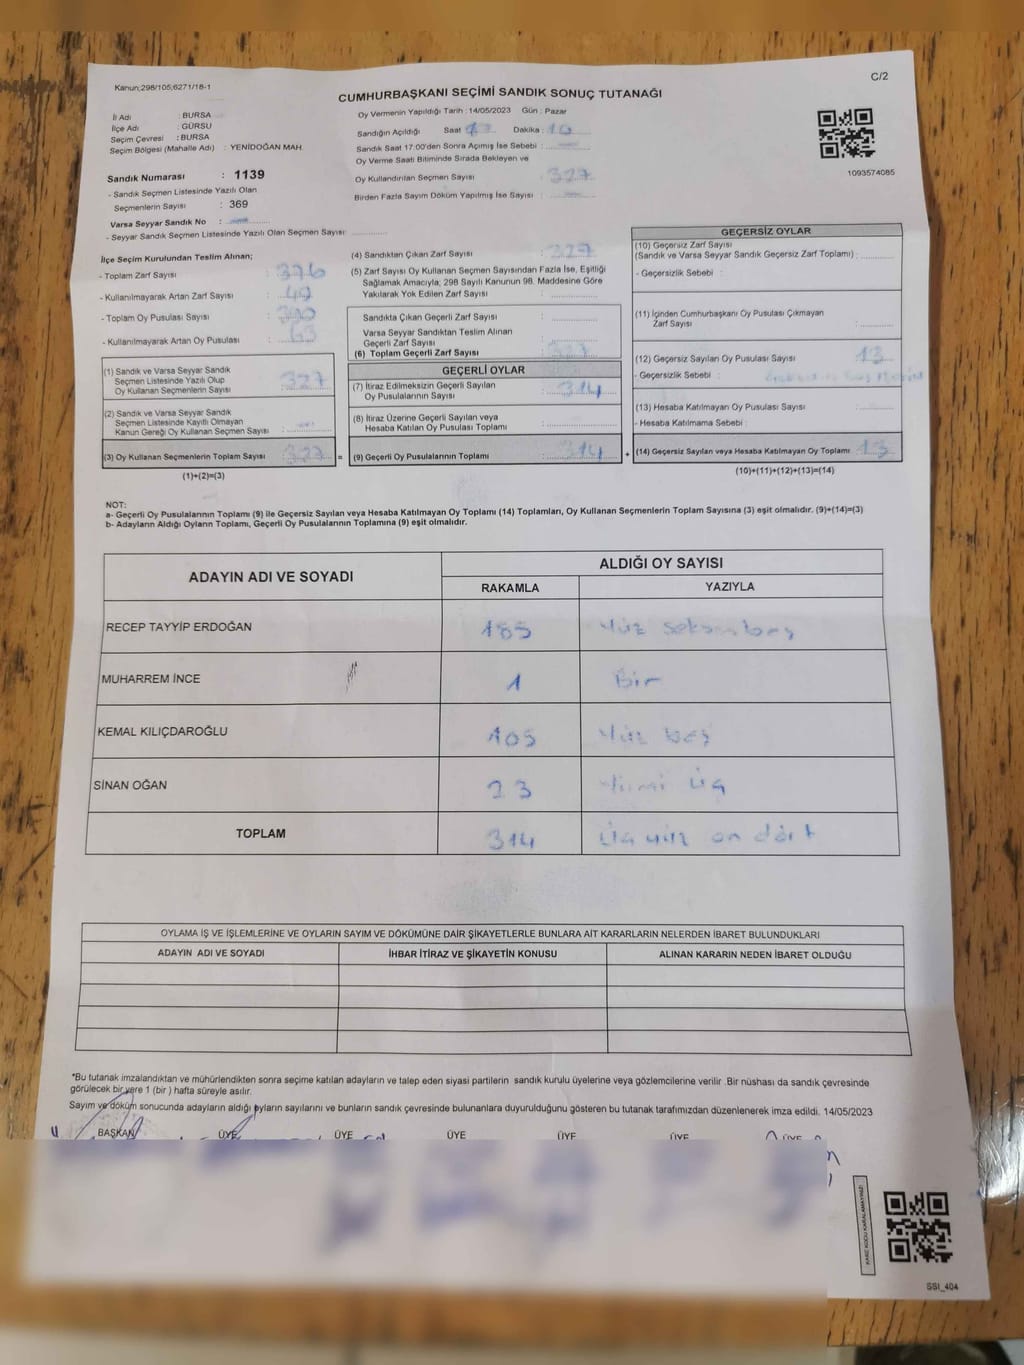 Kanun;298/105;6271/18-1
C/2
CUMHURBAŞKANI SEÇİMİ SANDIK SONUÇ TUTANAĞI
İl Adı : BURSA
İlçe Adı : GÜRSU
Seçim Çevresi : BURSA
Seçim Bölgesi (Mahalle Adı) : YENİDOĞAN MAH.
Sandık Numarası : 1139
- Sandık Seçmen Listesinde Yazılı Olan
Seçmenlerin Sayısı : 369
Varsa Seyyar Sandık No :
- Seyyar Sandık Seçmen Listesinde Yazılı Olan Seçmen Sayısı
Oy Vermenin Yapıldığı Tarih : 14/05/2023 Gün : Pazar
Sandığın Açıldığı Saat 17 Dakika : 10
Sandık Saat 17:00'den Sonra Açımış İse Sebebi :
Oy Verme Saati Bitiminde Sırada Bekleyen ve
Oy Kullandırılan Seçmen Sayısı : 327
Birden Fazla Sayım Döküm Yapılmış İse Sayısı :
1093574085
İlçe Seçim Kurulundan Teslim Alınan;
- Toplam Zarf Sayısı : 376
- Kullanılmayarak Artan Zarf Sayısı : 49
- Toplam Oy Pusulası Sayısı :
- Kullanılmayarak Artan Oy Pusulası : 63
(1) Sandık ve Varsa Seyyar Sandık
Seçmen Listesinde Yazılı Olup
Oy Kullanan Seçmenlerin Sayısı : 327
(2) Sandık ve Varsa Seyyar Sandık
Seçmen Listesinde Kayıtlı Olmayan
Kanun Gereği Oy Kullanan Seçmen Sayısı :
(3) Oy Kullanan Seçmenlerin Toplam Sayısı : 327 =
(1)+(2)=(3)
(4) Sandıktan Çıkan Zarf Sayısı : 327
(5) Zarf Sayısı Oy Kullanan Seçmen Sayısından Fazla İse, Eşitliği
Sağlamak Amacıyla; 298 Sayılı Kanunun 98. Maddesine Göre
Yakılarak Yok Edilen Zarf Sayısı :
Sandıkta Çıkan Geçerli Zarf Sayısı :
Varsa Seyyar Sandıktan Teslim Alınan
Geçerli Zarf Sayısı :
(6) Toplam Geçerli Zarf Sayısı : 327
GEÇERLİ OYLAR
(7) İtiraz Edilmeksizin Geçerli Sayılan
Oy Pusulalarının Sayısı : 314
(8) İtiraz Üzerine Geçerli Sayılan veya
Hesaba Katılan Oy Pusulası Toplamı :
(9) Geçerli Oy Pusulalarının Toplamı : 314 +
GEÇERSİZ OYLAR
(10) Geçersiz Zarf Sayısı
(Sandık ve Varsa Seyyar Sandık Geçersiz Zarf Toplamı) :
- Geçersizlik Sebebi :
(11) İçinden Cumhurbaşkanı Oy Pusulası Çıkmayan
Zarf Sayısı :
(12) Geçersiz Sayılan Oy Pusulası Sayısı : 13
- Geçersizlik Sebebi :
(13) Hesaba Katılmayan Oy Pusulası Sayısı :
- Hesaba Katılmama Sebebi :
(14) Geçersiz Sayılan veya Hesaba Katılmayan Oy Toplamı : 13
(10)+(11)+(12)+(13)=(14)
NOT:
a- Geçerli Oy Pusulalarının Toplamı (9) ile Geçersiz Sayılan veya Hesaba Katılmayan Oy Toplamı (14) Toplamları, Oy Kullanan Seçmenlerin Toplam Sayısına (3) eşit olmalıdır. (9)+(14)=(3)
b- Adayların Aldığı Oyların Toplamı, Geçerli Oy Pusulalarının Toplamına (9) eşit olmalıdır.
ADAYIN ADI VE SOYADI ALDIĞI OY SAYISI
RAKAMLA YAZIYLA
RECEP TAYYİP ERDOĞAN 185 Yüz seksen beş
MUHARREM İNCE 1 Bir
KEMAL KILIÇDAROĞLU 105 Yüz beş
SİNAN OĞAN 23 Yirmi üç
TOPLAM 314 Üç yüz on dört
OYLAMA İŞ VE İŞLEMLERİNE VE OYLARIN SAYIM VE DÖKÜMÜNE DAİR ŞİKAYETLERLE BUNLARA AİT KARARLARIN NELERDEN İBARET BULUNDUKLARI
ADAYIN ADI VE SOYADI İHBAR İTİRAZ VE ŞİKAYETİN KONUSU ALINAN KARARIN NEDEN İBARET OLDUĞU
*Bu tutanak imzalandıktan ve mühürlendikten sonra seçime katılan adayların ve talep eden siyasi partilerin sandık kurulu üyelerine veya gözlemcilerine verilir .Bir nüshası da sandık çevresinde
görülecek bir yere 1 (bir ) hafta süreyle asılır.
Sayım ve döküm sonucunda adayların aldığı oyların sayılarını ve bunların sandık çevresinde bulunanlara duyurulduğunu gösteren bu tutanak tarafımızdan düzenlenerek imza edildi. 14/05/2023
BAŞKAN ÜYE ÜYE ÜYE ÜYE ÜYE ÜYE
KARE KODU KARALAMAYINIZ!
SSI_404